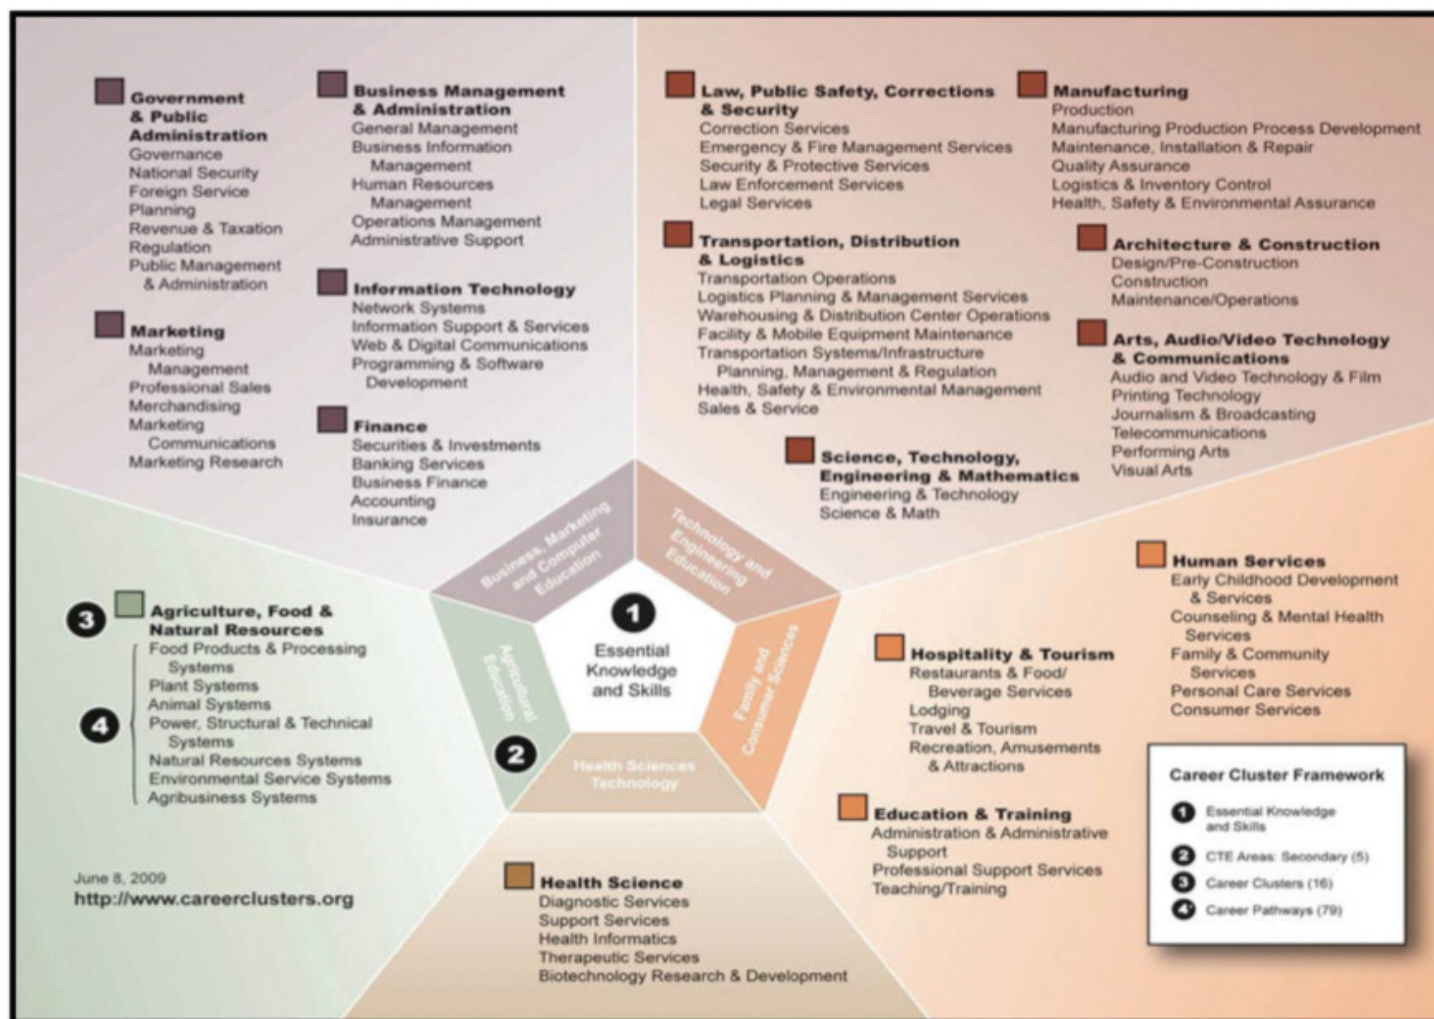 Government
& Public
Administration
Governance
National Security
Foreign Service
Planning
Revenue & Taxation
Regulation
Public Management
& Administration
Marketing
Marketing
Management
Professional Sales
Merchandising
Marketing
Communications
Marketing Research
Business Management
& Administration
General Management
Business Information
Management
Human Resources
Management
Operations Management
Administrative Support
Information Technology
Network Systems
Information Support & Services
Web & Digital Communications
Programming & Software
Development
Finance
Securities & Investments
Banking Services
Business Finance
Accounting
Insurance
Law, Public Safety, Corrections
& Security
Correction Services
Emergency & Fire Management Services
Security & Protective Services
Law Enforcement Services
Legal Services
Transportation, Distribution
& Logistics
Transportation Operations
Logistics Planning & Management Services
Warehousing & Distribution Center Operations
Facility & Mobile Equipment Maintenance
Transportation Systems/Infrastructure
Planning, Management & Regulation
Health, Safety & Environmental Management
Sales & Service
Science, Technology,
Engineering & Mathematics
Engineering & Technology
Science & Math
Manufacturing
Production
Manufacturing Production Process Development
Maintenance, Installation & Repair
Quality Assurance
Logistics & Inventory Control
Health, Safety & Environmental Assurance
Architecture & Construction
Design/Pre-Construction
Construction
Maintenance/Operations
Arts, Audio/Video Technology
& Communications
Audio and Video Technology & Film
Printing Technology
Journalism & Broadcasting
Telecommunications
Performing Arts
Visual Arts
Business, Marketing
and Computer
Education
Technology and
Engineering
Education
1
Essential
Knowledge
and Skills
Agricultural
Education
2
Family and
Consumer Sciences
Health Sciences
Technology
3
Agriculture, Food &
Natural Resources
4
Food Products & Processing
Systems
Plant Systems
Animal Systems
Power, Structural & Technical
Systems
Natural Resources Systems
Environmental Service Systems
Agribusiness Systems
June 8, 2009
http://www.careerclusters.org
Health Science
Diagnostic Services
Support Services
Health Informatics
Therapeutic Services
Biotechnology Research & Development
Hospitality & Tourism
Restaurants & Food/
Beverage Services
Lodging
Travel & Tourism
Recreation, Amusements
& Attractions
Education & Training
Administration & Administrative
Support
Professional Support Services
Teaching/Training
Human Services
Early Childhood Development
& Services
Counseling & Mental Health
Services
Family & Community
Services
Personal Care Services
Consumer Services
Career Cluster Framework
1 Essential Knowledge
and Skills
2 CTE Areas: Secondary (5)
3 Career Clusters (16)
4 Career Pathways (79)